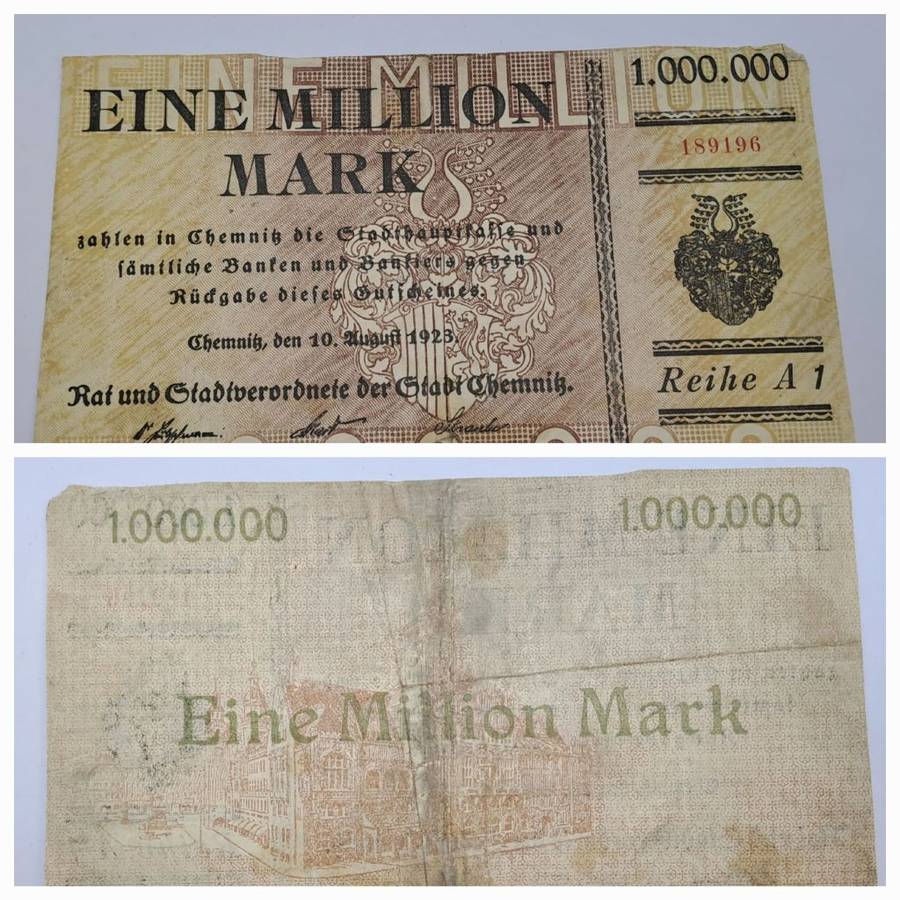 EINE MILLION
EINE MILLION
MARK
zahlen in Chemnitz die Stadthauptkasse und
sämtliche Banken und Bankiers gegen
Rückgabe dieses Gutscheines.
Chemnitz, den 10. August 1923.
Rat und Stadtverordnete der Stadt Chemnitz.
1.000.000
189196
Reihe A 1
1.000.000 1.000.000
Eine Million Mark